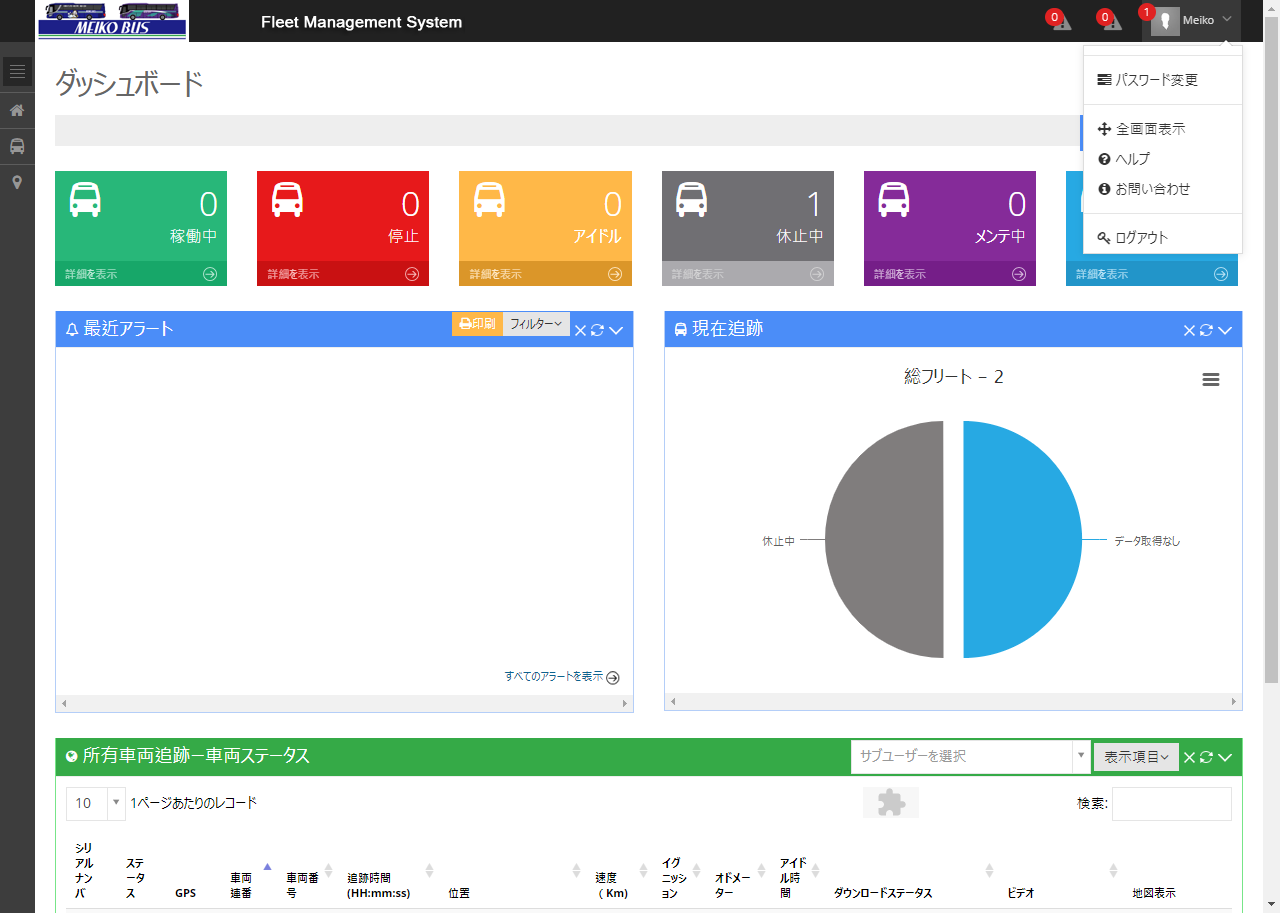 MEIKO BUS
Fleet Management System
0
0
1
Meiko
パスワード変更
全画面表示
ヘルプ
お問い合わせ
ログアウト
ダッシュボード
0
稼働中
詳細を表示
0
停止
詳細を表示
0
アイドル
詳細を表示
1
休止中
詳細を表示
0
メンテ中
詳細を表示
詳細を表示
最近アラート
印刷
フィルター
すべてのアラートを表示
現在追跡
総フリート – 2
休止中
データ取得なし
所有車両追跡ー車両ステータス
サブユーザーを選択
表示項目
10
1ページあたりのレコード
検索:
シリ
アル
ナン
バ
ステ
ータ
ス
GPS
車両
連番
車両番
号
追跡時間
(HH:mm:ss)
位置
速度
( Km)
イグ
ニッシ
ョン
オドメー
ター
アイド
ル時
間
ダウンロードステータス
ビデオ
地図表示